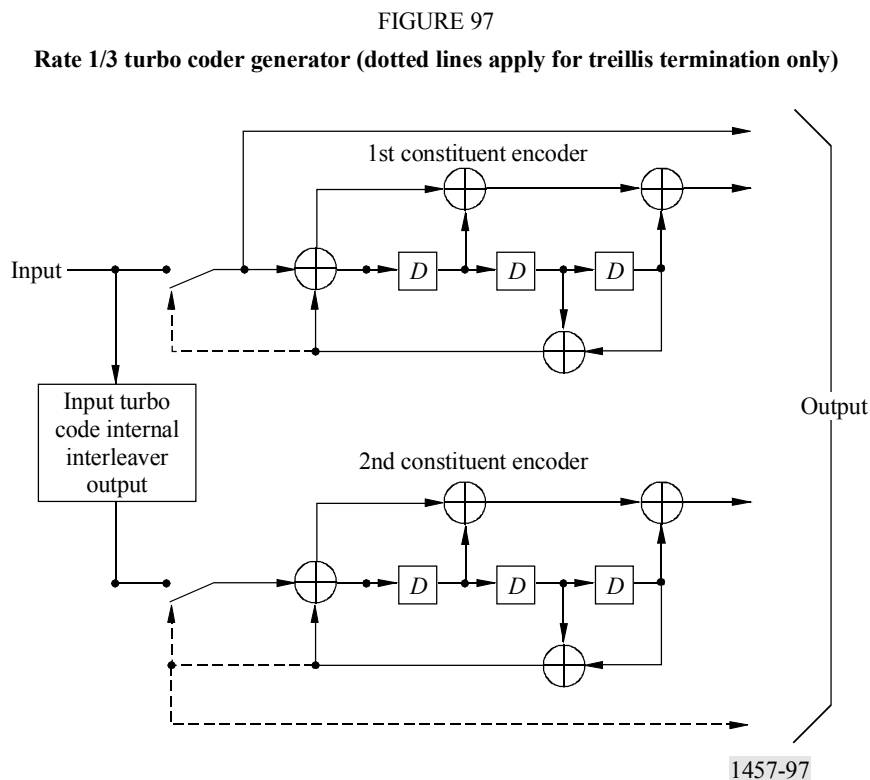 FIGURE 97
Rate 1/3 turbo coder generator (dotted lines apply for treillis termination only)
1st constituent encoder
Input
D
D
D
Input turbo
code internal
interleaver
output
Output
2nd constituent encoder
D
D
D
1457-97